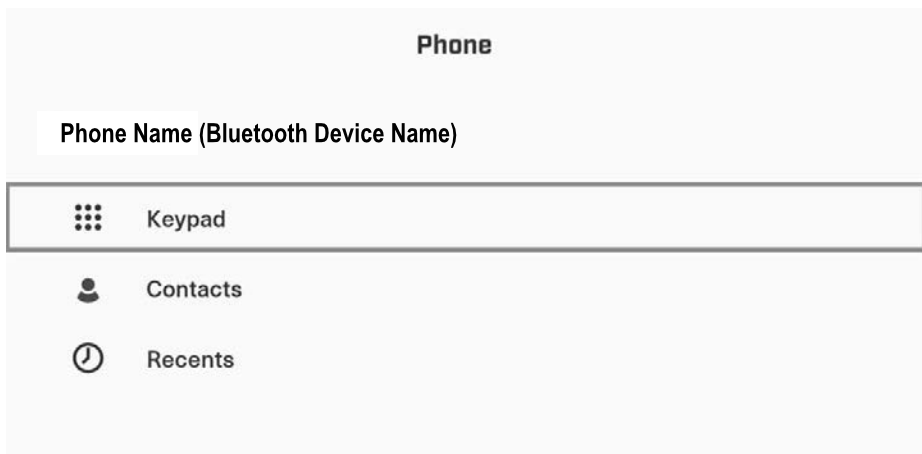 Phone
Phone Name (Bluetooth Device Name)
Keypad
Contacts
Recents